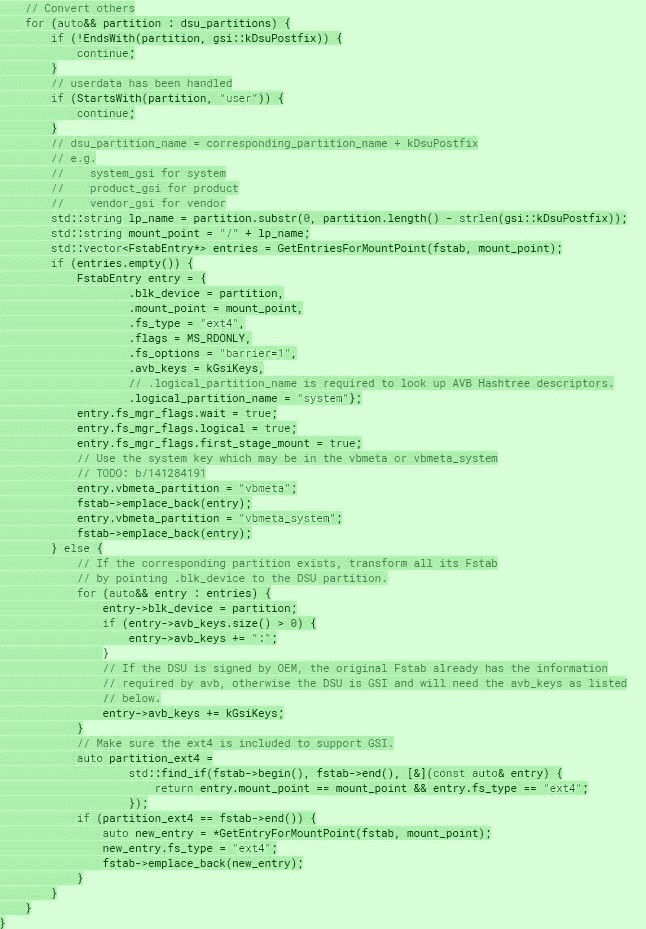 // Convert others
for (auto&& partition : dsu_partitions) {
if (!EndsWith(partition, gsi::kDsuPostfix)) {
continue;
}
// userdata has been handled
if (StartsWith(partition, "user")) {
continue;
}
// dsu_partition_name = corresponding_partition_name + kDsuPostfix
// e.g.
//    system_gsi for system
//    product_gsi for product
//    vendor_gsi for vendor
std::string lp_name = partition.substr(0, partition.length() - strlen(gsi::kDsuPostfix));
std::string mount_point = "/" + lp_name;
std::vector<FstabEntry*> entries = GetEntriesForMountPoint(fstab, mount_point);
if (entries.empty()) {
FstabEntry entry = {
.blk_device = partition,
.mount_point = mount_point,
.fs_type = "ext4",
.flags = MS_RDONLY,
.fs_options = "barrier=1",
.avb_keys = kGsiKeys,
// .logical_partition_name is required to look up AVB Hashtree descriptors.
.logical_partition_name = "system"};
entry.fs_mgr_flags.wait = true;
entry.fs_mgr_flags.logical = true;
entry.fs_mgr_flags.first_stage_mount = true;
// Use the system key which may be in the vbmeta or vbmeta_system
// TODO: b/141284191
entry.vbmeta_partition = "vbmeta";
fstab->emplace_back(entry);
entry.vbmeta_partition = "vbmeta_system";
fstab->emplace_back(entry);
} else {
// If the corresponding partition exists, transform all its Fstab
// by pointing .blk_device to the DSU partition.
for (auto&& entry : entries) {
entry->blk_device = partition;
if (entry->avb_keys.size() > 0) {
entry->avb_keys += ":";
}
// If the DSU is signed by OEM, the original Fstab already has the information
// required by avb, otherwise the DSU is GSI and will need the avb_keys as listed
// below.
entry->avb_keys += kGsiKeys;
}
// Make sure the ext4 is included to support GSI.
auto partition_ext4 =
std::find_if(fstab->begin(), fstab->end(), [&](const auto& entry) {
return entry.mount_point == mount_point && entry.fs_type == "ext4";
});
if (partition_ext4 == fstab->end()) {
auto new_entry = *GetEntryForMountPoint(fstab, mount_point);
new_entry.fs_type = "ext4";
fstab->emplace_back(new_entry);
}
}
}
}